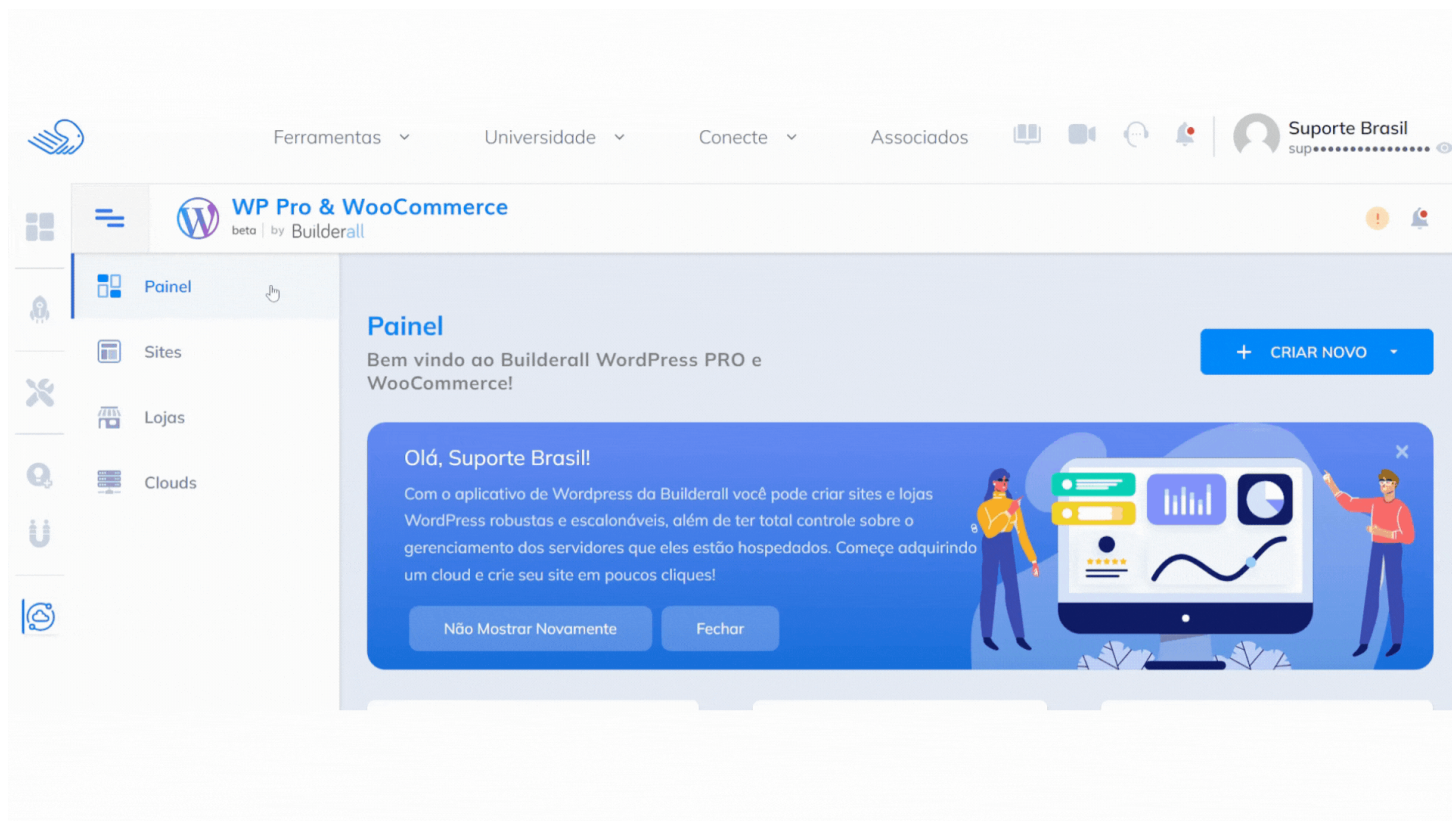 Ferramentas Universidade Conecte Associados
Suporte Brasil
sup••••••••••••••••
WP Pro & WooCommerce
beta | by Builderall
Painel
Sites
Lojas
Clouds
Painel
Bem vindo ao Builderall WordPress PRO e
WooCommerce!
+ CRIAR NOVO
Olá, Suporte Brasil!
Com o aplicativo de Wordpress da Builderall você pode criar sites e lojas
WordPress robustas e escalonáveis, além de ter total controle sobre o
gerenciamento dos servidores que eles estão hospedados. Começe adquirindo
um cloud e crie seu site em poucos cliques!
Não Mostrar Novamente Fechar